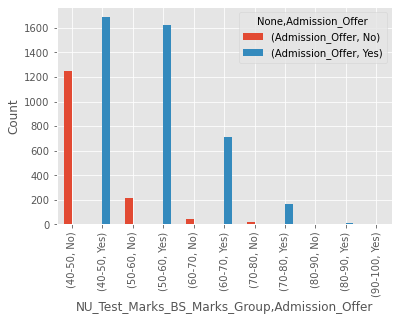 None,Admission_Offer
(Admission_Offer, No)
(Admission_Offer, Yes)
1600
1400
1200
1000
800
600
400
200
0
Count
(40-50, No)
(40-50, Yes)
(50-60, No)
(50-60, Yes)
(60-70, No)
(60-70, Yes)
(70-80, No)
(70-80, Yes)
(80-90, No)
(80-90, Yes)
(90-100, Yes)
NU_Test_Marks_BS_Marks_Group,Admission_Offer